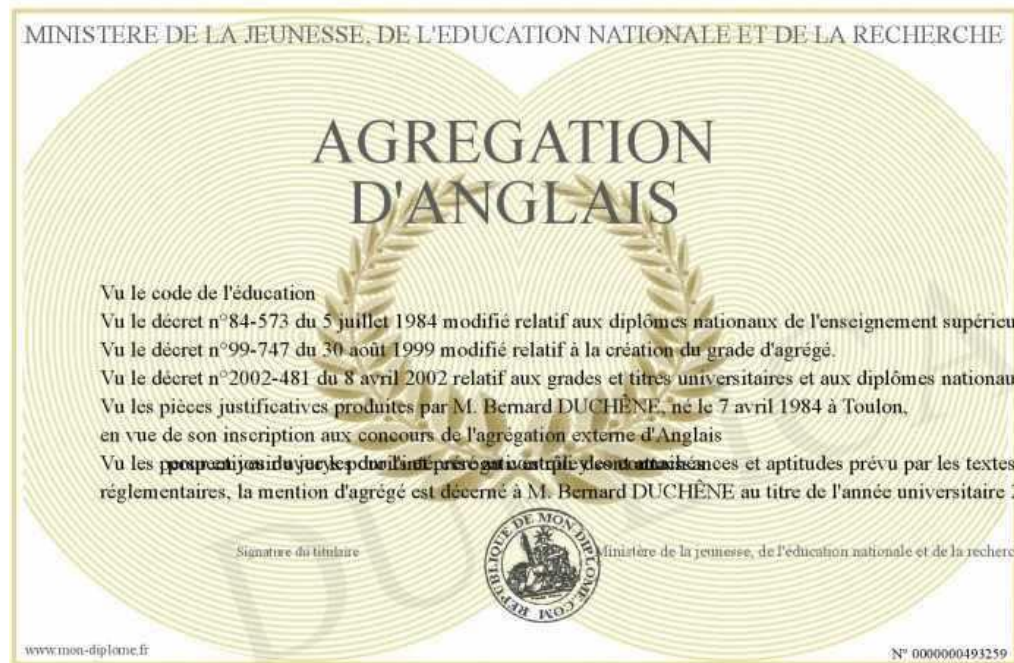 MINISTERE DE LA JEUNESSE, DE L'EDUCATION NATIONALE ET DE LA RECHERCHE
AGREGATION
D'ANGLAIS
Vu le code de l'éducation
Vu le décret n°84-573 du 5 juillet 1984 modifié relatif aux diplômes nationaux de l'enseignement supérieu
Vu le décret n°99-747 du 30 août 1999 modifié relatif à la création du grade d'agrégé.
Vu le décret n°2002-481 du 8 avril 2002 relatif aux grades et titres universitaires et aux diplômes nationau
Vu les pièces justificatives produites par M. Bernard DUCHÊNE, né le 7 avril 1984 à Toulon,
en vue de son inscription aux concours de l'agrégation externe d'Anglais
Vu les et aptitudes prévu par les textes
réglementaires, la mention d'agrégé est décerné à M. Bernard DUCHÊNE au titre de l'année universitaire
Signature du titulaire
Ministère de la jeunesse, de l'éducation nationale et de la recherc
REPUBLIQUE DE MON-DIPLOME.COM
www.mon-diplome.fr
N° 0000000493259